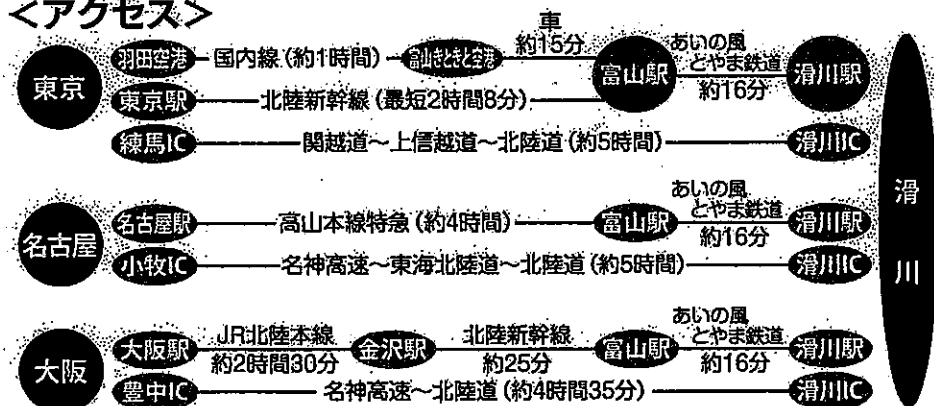 <アクセス>
東京
羽田空港 国内線(約1時間) 富山きときと空港 車 約15分 富山駅 あいの風とやま鉄道 約16分 滑川駅
東京駅 北陸新幹線(最短2時間8分)
練馬IC 関越道〜上信越道〜北陸道(約5時間) 滑川IC
名古屋
名古屋駅 高山本線特急(約4時間) 富山駅 あいの風とやま鉄道 約16分 滑川駅
小牧IC 名神高速〜東海北陸道〜北陸道(約5時間) 滑川IC
大阪
大阪駅 JR北陸本線 約2時間30分 金沢駅 北陸新幹線 約25分 富山駅 あいの風とやま鉄道 約16分 滑川駅
豊中IC 名神高速〜北陸道(約4時間35分) 滑川IC
滑川